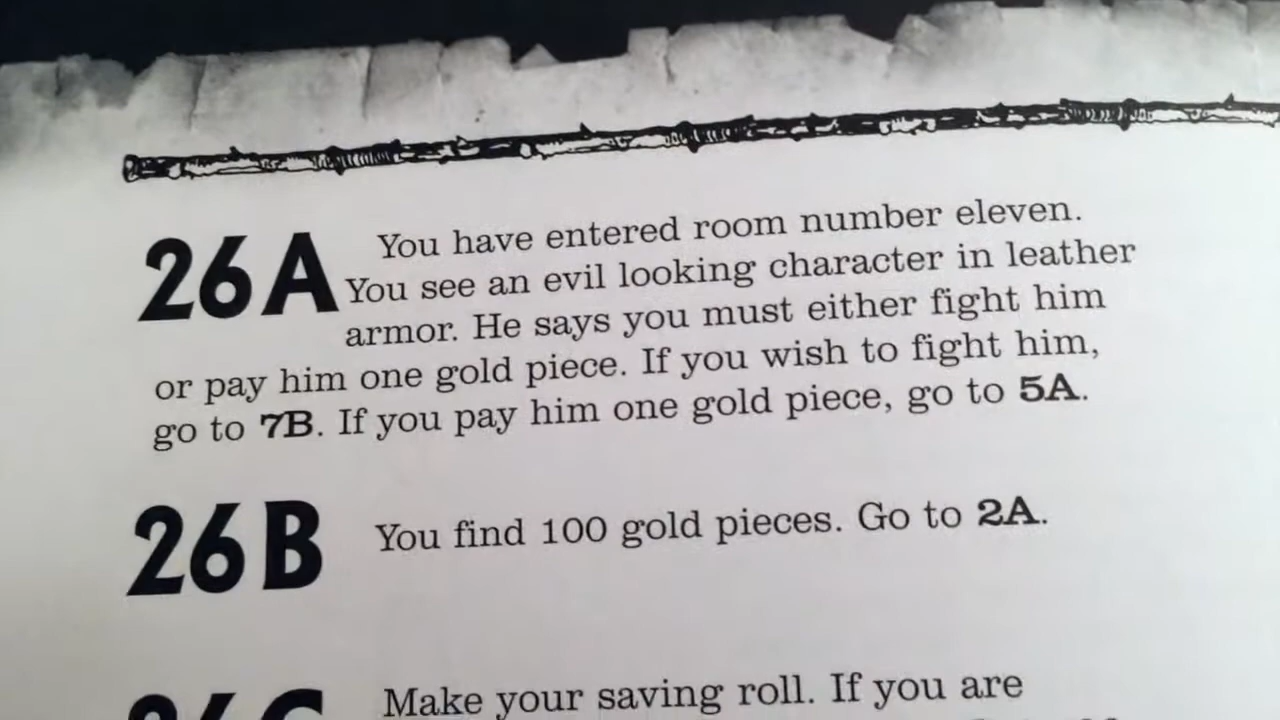 26A You have entered room number eleven.
You see an evil looking character in leather
armor. He says you must either fight him
or pay him one gold piece. If you wish to fight him,
go to 7B. If you pay him one gold piece, go to 5A.
26B You find 100 gold pieces. Go to 2A.
26C Make your saving roll. If you are